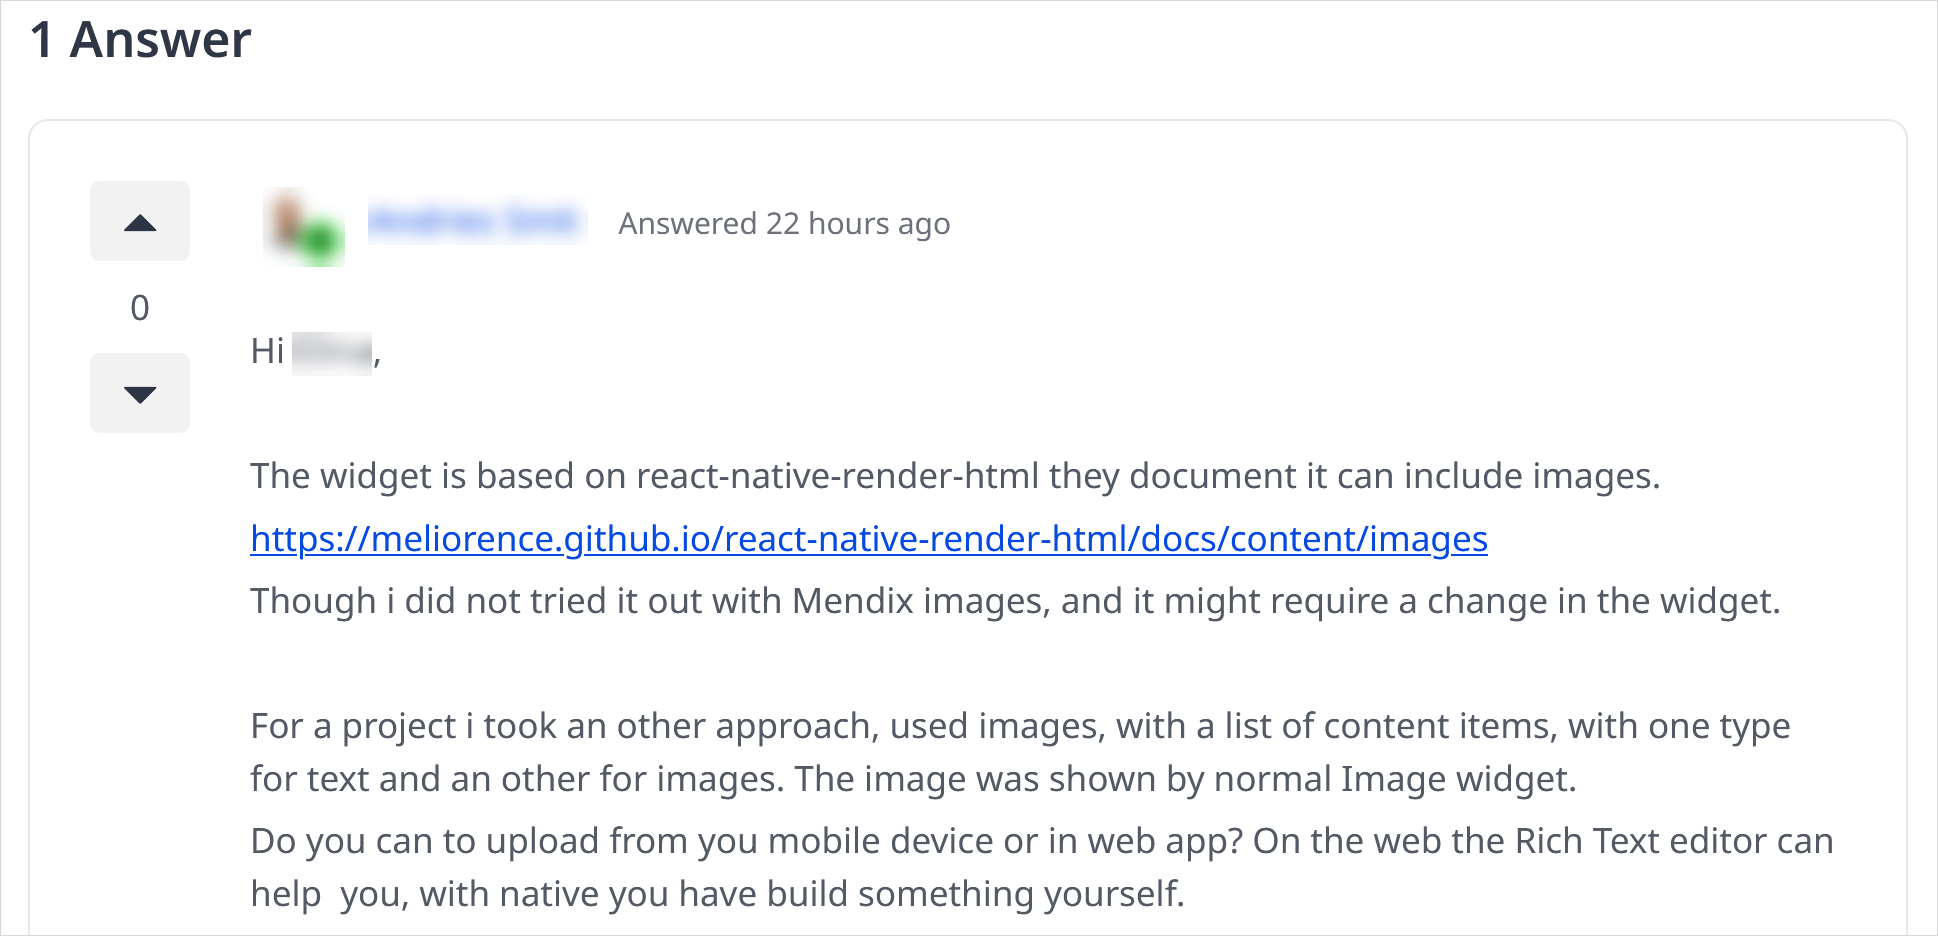 1 Answer
Answered 22 hours ago
0
Hi ,
The widget is based on react-native-render-html they document it can include images.
https://meliorence.github.io/react-native-render-html/docs/content/images
Though i did not tried it out with Mendix images, and it might require a change in the widget.
For a project i took an other approach, used images, with a list of content items, with one type
for text and an other for images. The image was shown by normal Image widget.
Do you can to upload from you mobile device or in web app? On the web the Rich Text editor can
help  you, with native you have build something yourself.